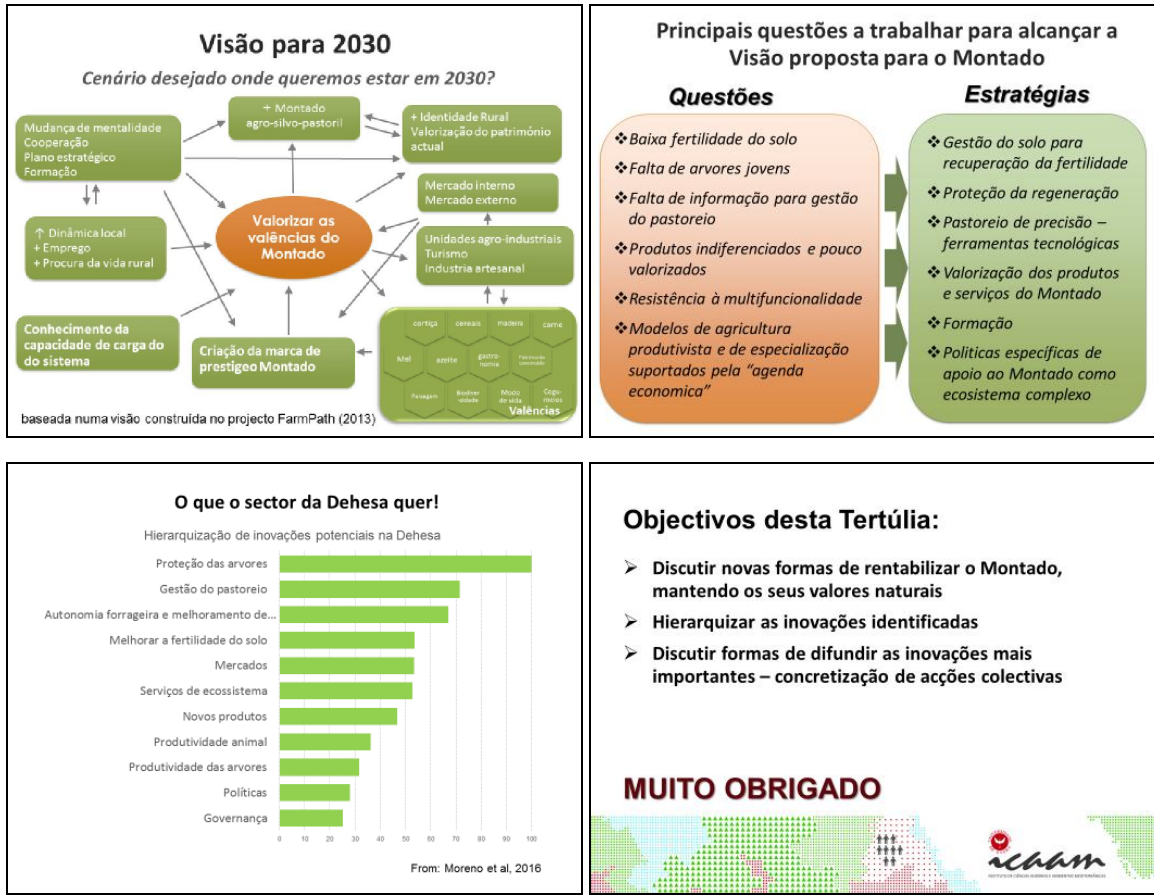 Visão para 2030
Cenário desejado onde queremos estar em 2030?
Mudança de mentalidade
Cooperação
Plano estratégico
Formação
+ Montado
agro-silvo-pastoril
+ Identidade Rural
Valorização do património
actual
Mercado interno
Mercado externo
↑ Dinâmica local
+ Emprego
+ Procura da vida rural
Valorizar as
valências do
Montado
Unidades agro-industriais
Turismo
Industria artesanal
Conhecimento da
capacidade de carga do
do sistema
Criação da marca de
prestigeo Montado
cortiça
cereais
madeira
carne
Mel
azeite
gastro-
nomia
Paisagem
Biodiver
-sidade
Modo
de vida
Cogu-
melos
Valências
baseada numa visão construída no projecto FarmPath (2013)
Principais questões a trabalhar para alcançar a
Visão proposta para o Montado
Questões
❖Baixa fertilidade do solo
❖Falta de arvores jovens
❖Falta de informação para gestão
do pastoreio
❖Produtos indiferenciados e pouco
valorizados
❖Resistência à multifuncionalidade
❖Modelos de agricultura
produtivista e de especialização
suportados pela “agenda
economica”
Estratégias
❖Gestão do solo para
recuperação da fertilidade
❖Proteção da regeneração
❖Pastoreio de precisão –
ferramentas tecnológicas
❖Valorização dos produtos
e serviços do Montado
❖Formação
❖Politicas específicas de
apoio ao Montado como
ecosistema complexo
O que o sector da Dehesa quer!
Hierarquização de inovações potenciais na Dehesa
Proteção das arvores
Gestão do pastoreio
Autonomia forrageira e melhoramento de...
Melhorar a fertilidade do solo
Mercados
Serviços de ecossistema
Novos produtos
Produtividade animal
Produtividade das arvores
Políticas
Governança
0 10 20 30 40 50 60 70 80 90 100
From: Moreno et al, 2016
Objectivos desta Tertúlia:
➢ Discutir novas formas de rentabilizar o Montado,
mantendo os seus valores naturais
➢ Hierarquizar as inovações identificadas
➢ Discutir formas de difundir as inovações mais
importantes – concretização de acções colectivas
MUITO OBRIGADO
icaam
INSTITUTO DE CIÊNCIAS AGRÁRIAS E AMBIENTAIS MEDITERRÂNICAS